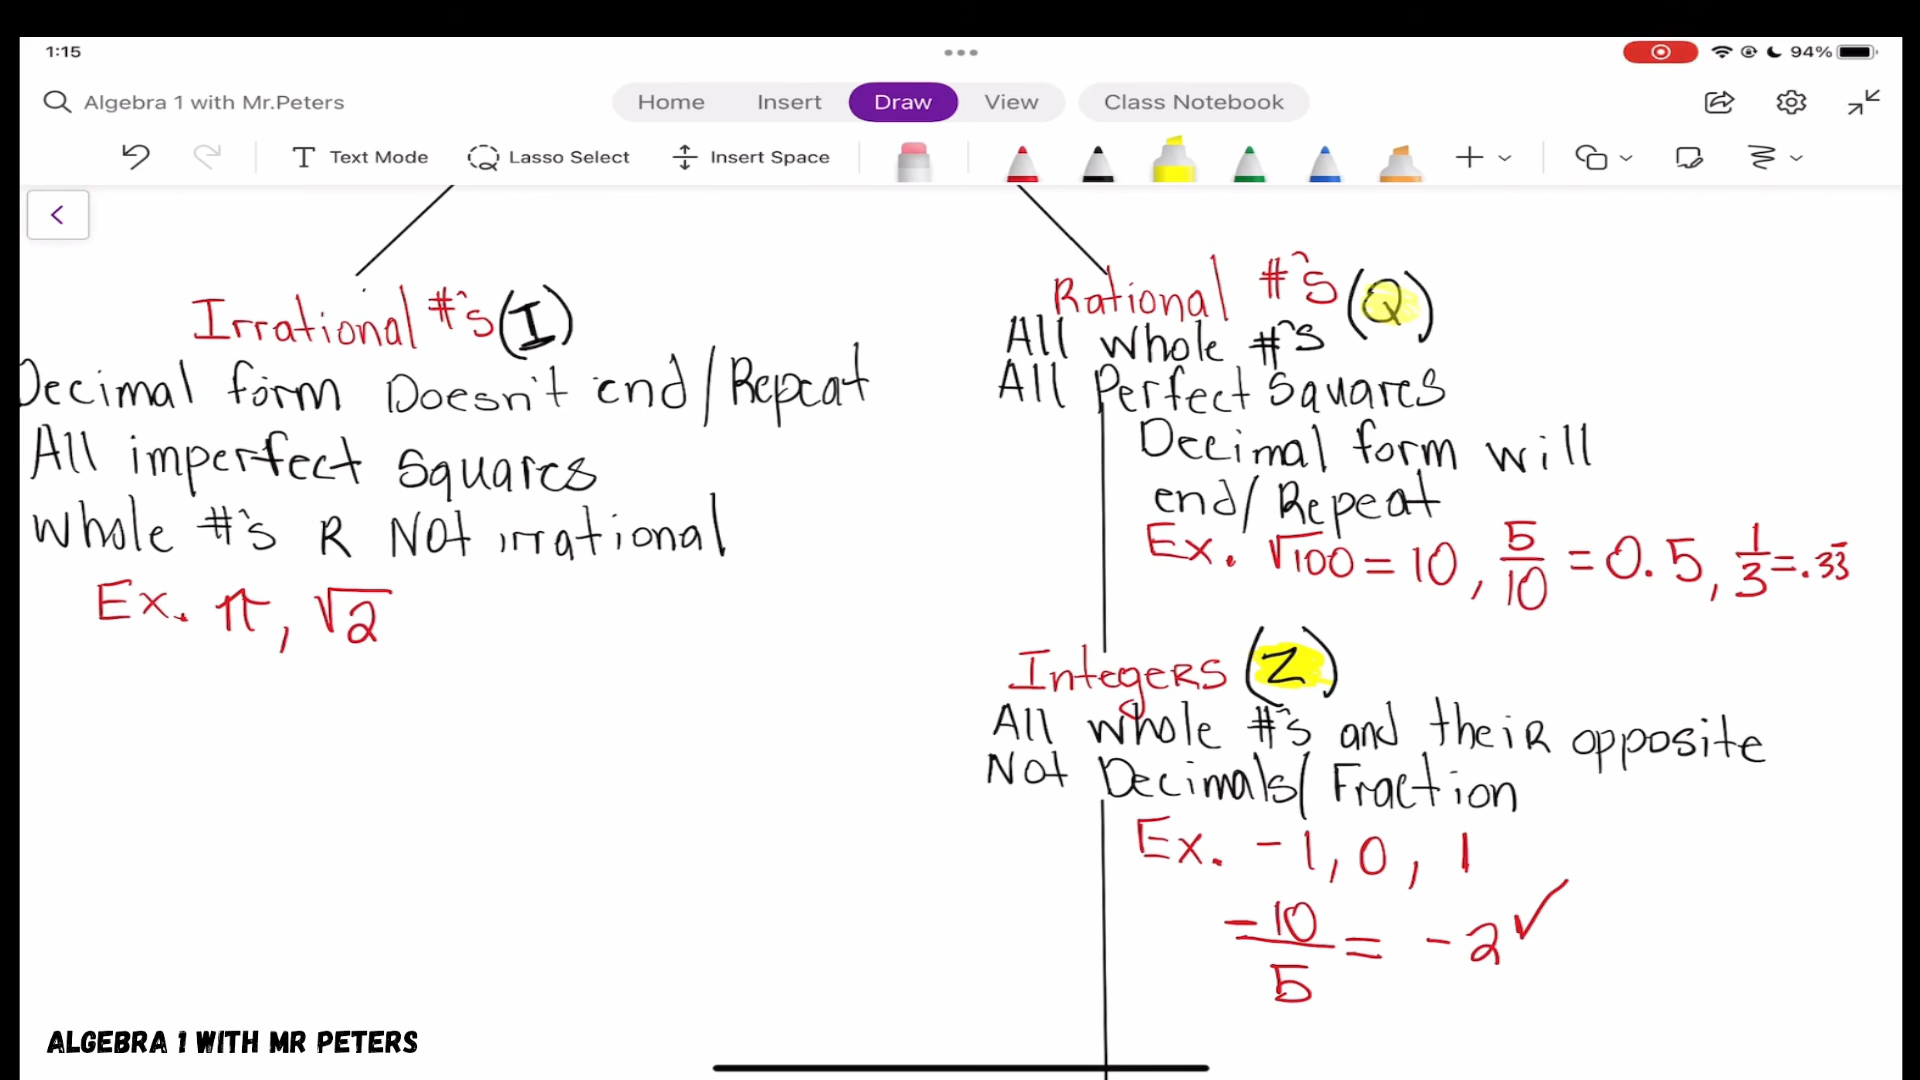 1:15
94%
Algebra 1 with Mr.Peters
Home Insert Draw View Class Notebook
Text Mode Lasso Select Insert Space
Irrational #'s (I)
Decimal form Doesn't end/Repeat
All imperfect Squares
Whole #'s R NOt irrational
Ex. π, √2
Rational #'s (Q)
All whole #'s
All Perfect Squares
Decimal form will
end/Repeat
Ex. √100 = 10, 5/10 = 0.5, 1/3 = .33̅
Integers (Z)
All whole #'s and their opposite
Not Decimals/Fraction
Ex. -1, 0, 1
-10/5 = -2 ✓
ALGEBRA 1 WITH MR PETERS